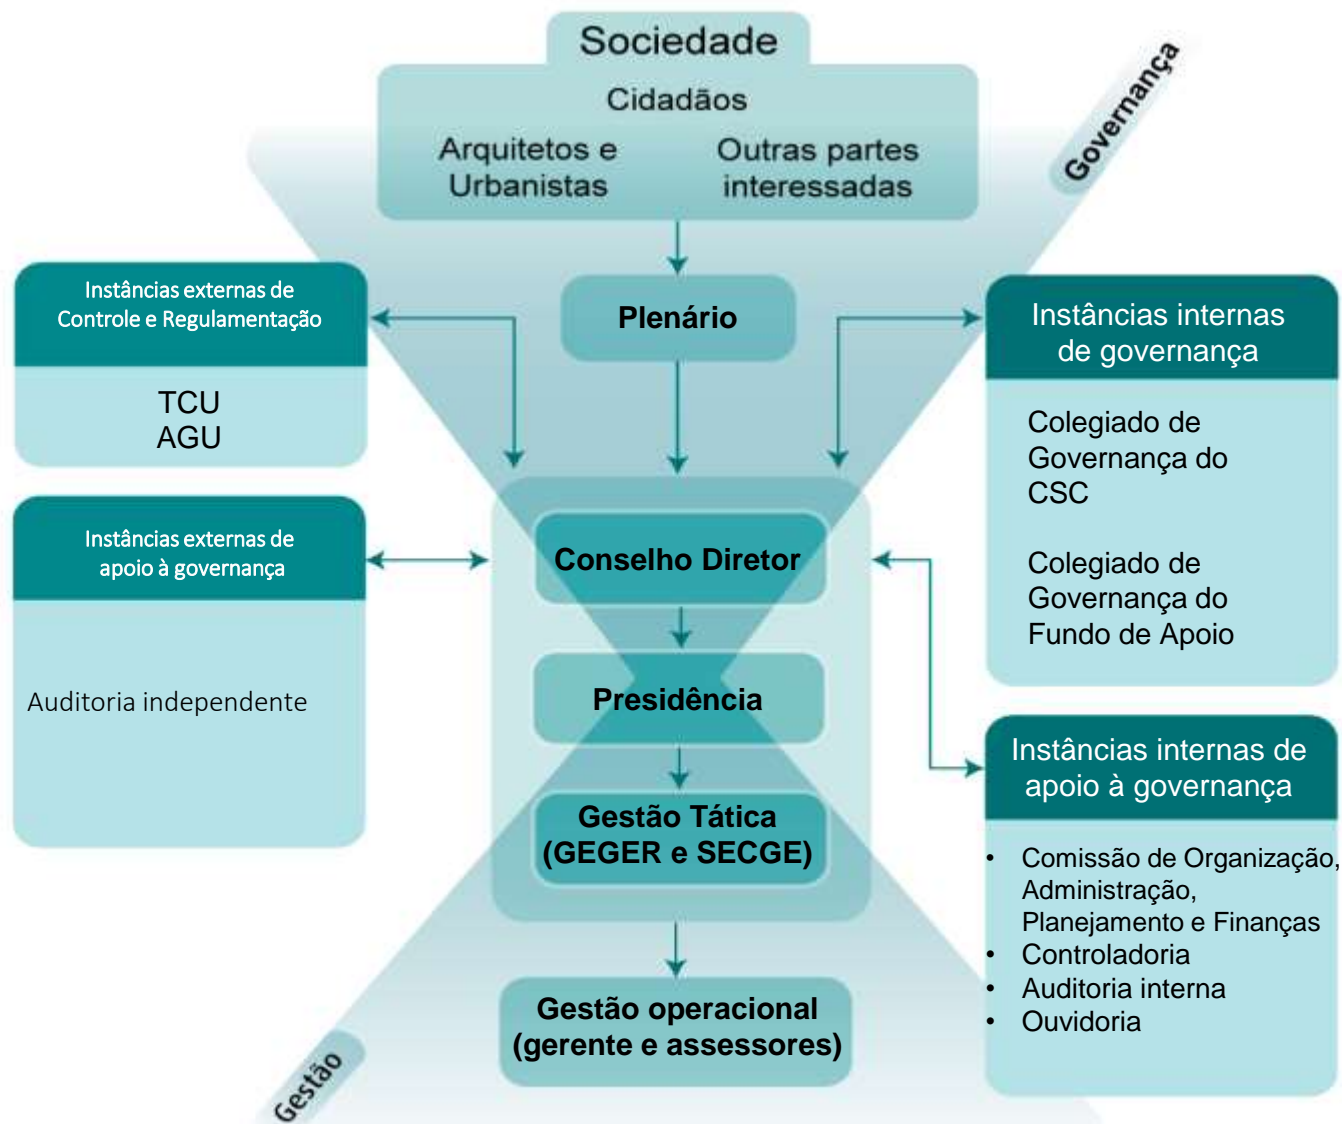 Sociedade
Cidadãos
Arquitetos e
Urbanistas
Outras partes
interessadas
Governança
Instâncias externas de
Controle e Regulamentação
TCU
AGU
Plenário
Instâncias internas
de governança
Colegiado de
Governança do
CSC
Colegiado de
Governança do
Fundo de Apoio
Instâncias externas de
apoio à governança
Auditoria independente
Conselho Diretor
Presidência
Gestão Tática
(GEGER e SECGE)
Instâncias internas de
apoio à governança
• Comissão de Organização,
Administração,
Planejamento e Finanças
• Controladoria
• Auditoria interna
• Ouvidoria
Gestão operacional
(gerente e assessores)
Gestão